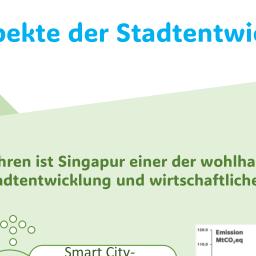 pekte der Stadtentwic
hren ist Singapur einer der wohlha
adtentwicklung und wirtschaftliche
Smart City-
Emission
MtCO₂eq
120.0
110.0